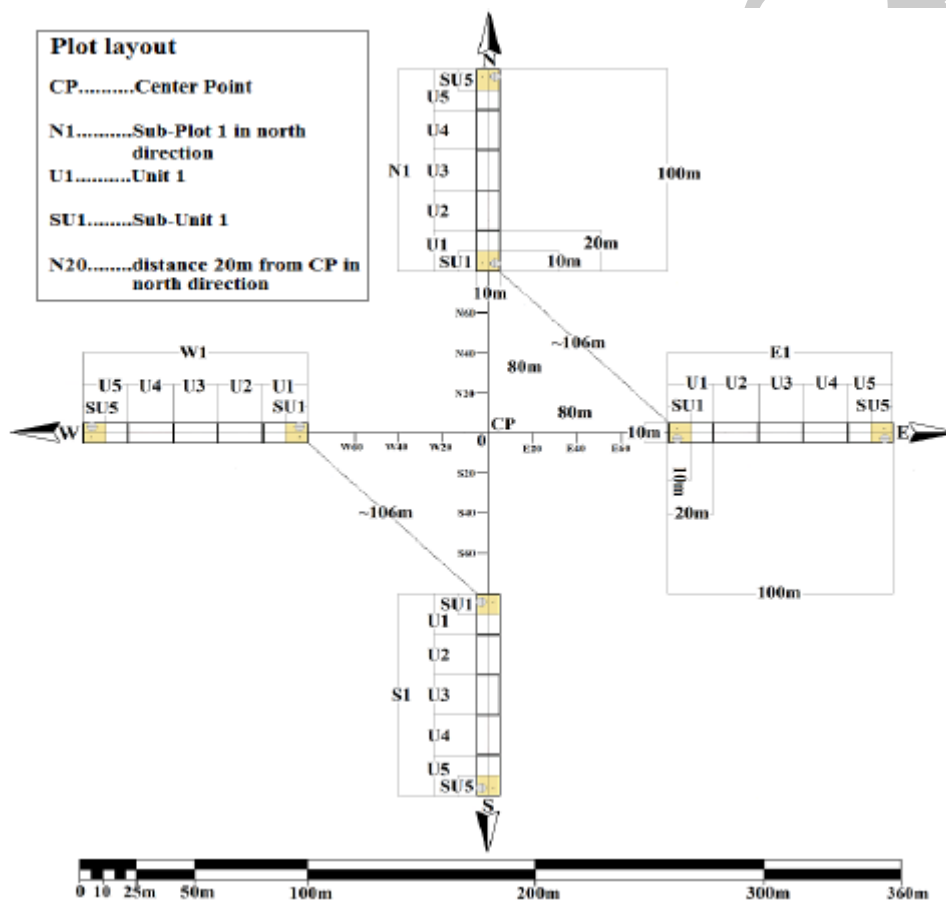 Plot layout
CP..........Center Point
N1..........Sub-Plot 1 in north
direction
U1..........Unit 1
SU1........Sub-Unit 1
N20........distance 20m from CP in
north direction
N
SU5
U5
U4
N1 U3
U2
U1
SU1
100m
20m
10m
10m
N60
N40
N20
~106m
80m
80m
CP
0
W1
U5 U4 U3 U2 U1
SU5 SU1
W
W60 W40 W20
E20 E40 E60
10m
E1
U1 U2 U3 U4 U5
SU1 SU5
E
10m
20m
100m
S20
S40
S60
~106m
SU1
U1
U2
S1 U3
U4
U5
SU5
S
0 10 25m 50m 100m 200m 300m 360m